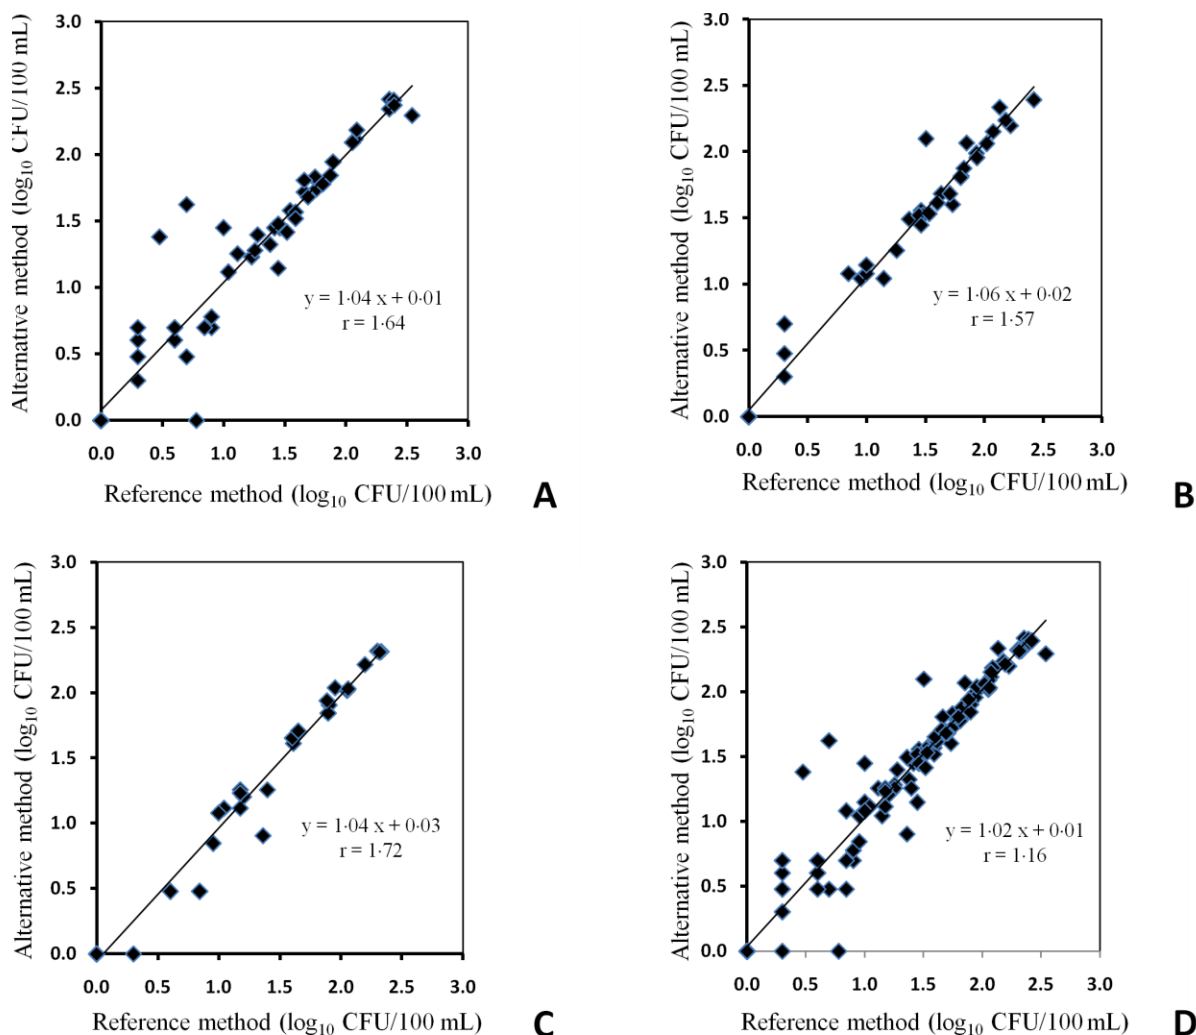 Alternative method (log10 CFU/100 mL)
3.0
2.5
2.0
1.5
1.0
0.5
0.0
y = 1·04 x + 0·01
r = 1·64
0.0 0.5 1.0 1.5 2.0 2.5 3.0
Reference method (log10 CFU/100 mL)
A
Alternative method (log10 CFU/100 mL)
3.0
2.5
2.0
1.5
1.0
0.5
0.0
y = 1·06 x + 0·02
r = 1·57
0.0 0.5 1.0 1.5 2.0 2.5 3.0
Reference method (log10 CFU/100 mL)
B
Alternative method (log10 CFU/100 mL)
3.0
2.5
2.0
1.5
1.0
0.5
0.0
y = 1·04 x + 0·03
r = 1·72
0.0 0.5 1.0 1.5 2.0 2.5 3.0
Reference method (log10 CFU/100 mL)
C
Alternative method (log10 CFU/100 mL)
3.0
2.5
2.0
1.5
1.0
0.5
0.0
y = 1·02 x + 0·01
r = 1·16
0.0 0.5 1.0 1.5 2.0 2.5 3.0
Reference method (log10 CFU/100 mL)
D